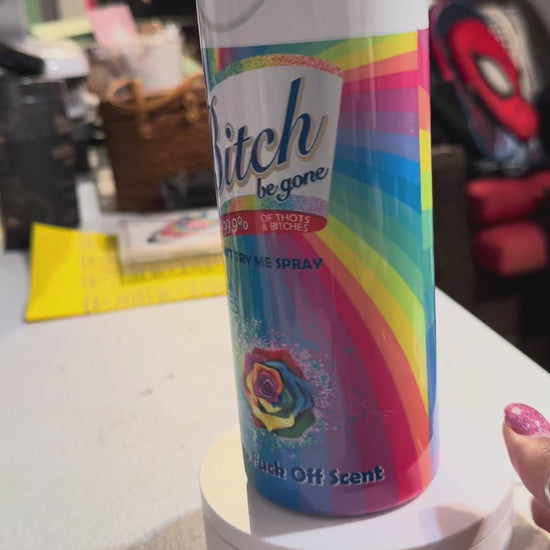 Bitch
be gone
99.9% OF THOTS
& BITCHES
TRY ME SPRAY
Fuck Off Scent